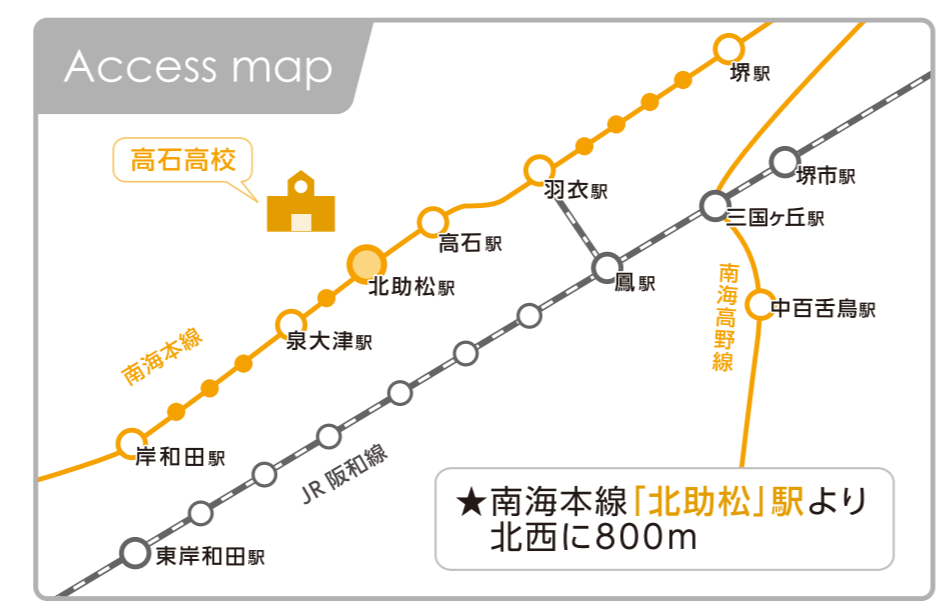 Access map
高石高校
堺駅
堺市駅
羽衣駅
三国ヶ丘駅
高石駅
鳳駅
北助松駅
南海高野線
中百舌鳥駅
泉大津駅
南海本線
岸和田駅
JR 阪和線
東岸和田駅
★南海本線「北助松」駅より
北西に800m